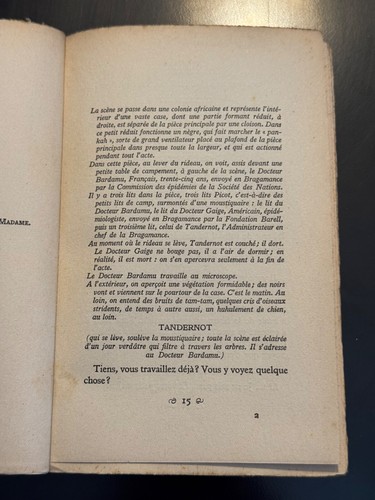 MADAME.
La scène se passe dans une colonie africaine et représente l'inté-
rieur d'une vaste case, dont une partie formant réduit, à
droite, est séparée de la pièce principale par une cloison. Dans
ce petit réduit fonctionne un nègre, qui fait marcher le « pan-
kah », sorte de grand ventilateur placé au plafond de la pièce
principale dans presque toute la largeur, et qui est actionné
pendant tout l'acte.
Dans cette pièce, au lever du rideau, on voit, assis devant une
petite table de campement, à gauche de la scène, le Docteur
Bardamu, Français, trente-cinq ans, envoyé en Bragamance
par la Commission des épidémies de la Société des Nations.
Il y a trois lits dans la pièce, trois lits Picot, c'est-à-dire des
petits lits de camp, surmontés d'une moustiquaire : le lit du
Docteur Bardamu, le lit du Docteur Gaige, Américain, épidé-
miologiste, envoyé en Bragamance par la Fondation Barell,
puis un troisième lit, celui de Tandernot, l'Administrateur en
chef de la Bragamance.
Au moment où le rideau se lève, Tandernot est couché ; il dort.
Le Docteur Gaige ne bouge pas, il a l'air de dormir ; en
réalité, il est mort : on s'en apercevra seulement à la fin de
l'acte.
Le Docteur Bardamu travaille au microscope.
A l'extérieur, on aperçoit une végétation formidable ; des noirs
vont et viennent sur le pourtour de la case. C'est le matin. Au
loin, on entend des bruits de tam-tam, quelques cris d'oiseaux
stridents, de temps à autre aussi, un hululement de chien,
au loin.
TANDERNOT
(qui se lève, soulève la moustiquaire ; toute la scène est éclairée
d'un jour verdâtre qui filtre à travers les arbres. Il s'adresse
au Docteur Bardamu.)
Tiens, vous travaillez déjà ? Vous y voyez quelque
chose ?
15
2